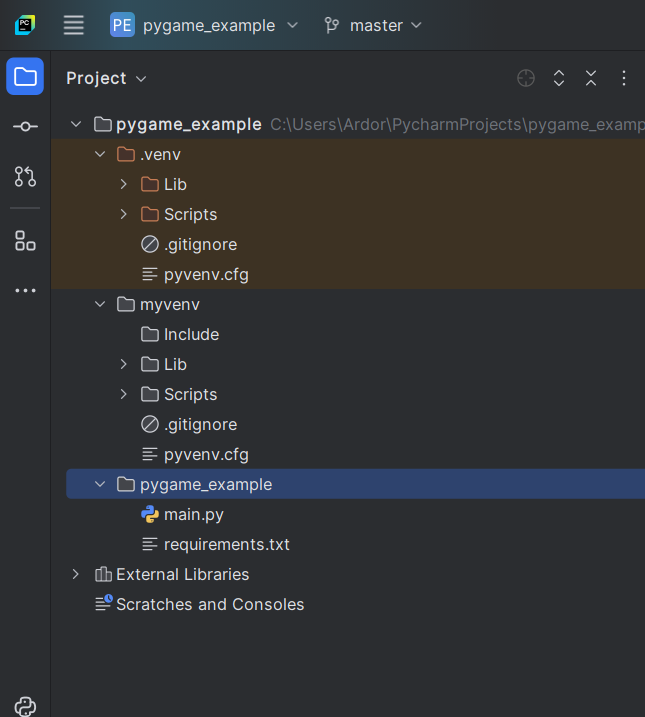 PC
PE pygame_example master
Project
pygame_example C:\Users\Ardor\PycharmProjects\pygame_examp
.venv
Lib
Scripts
.gitignore
pyvenv.cfg
myvenv
Include
Lib
Scripts
.gitignore
pyvenv.cfg
pygame_example
main.py
requirements.txt
External Libraries
Scratches and Consoles